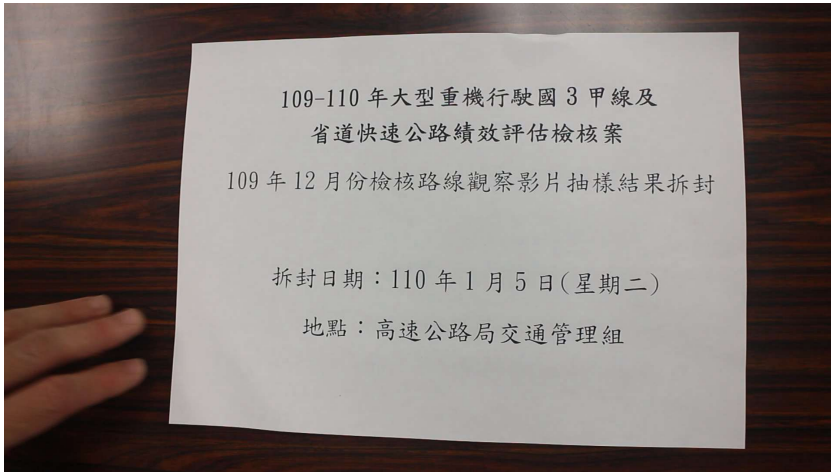 109-110 年大型重機行駛國 3 甲線及
省道快速公路績效評估檢核案
109 年 12 月份檢核路線觀察影片抽樣結果拆封
拆封日期：110 年 1 月 5 日(星期二)
地點：高速公路局交通管理組